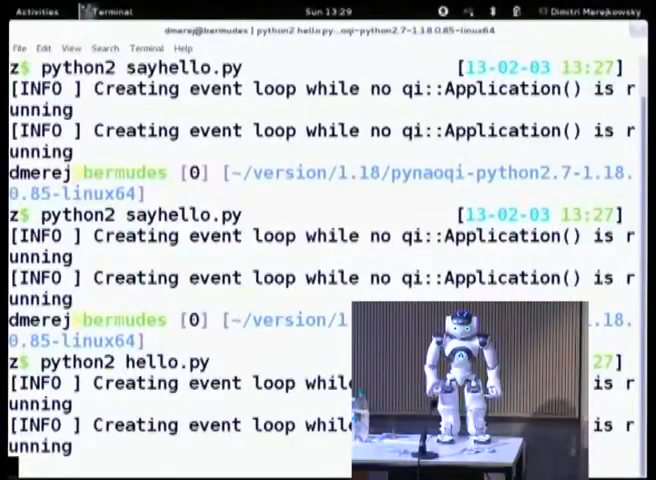 Activities Terminal Sun 13:29 Dimitri Merejkowsky
dmerej@bermudes | python2 hello.py...oqi-python2.7-1.18.0.85-linux64]
File Edit View Search Terminal Help
z$ python2 sayhello.py [13-02-03 13:27]
[INFO ] Creating event loop while no qi::Application() is r
unning
[INFO ] Creating event loop while no qi::Application() is r
unning
dmerej bermudes [0] [~/version/1.18/pynaoqi-python2.7-1.18.
0.85-linux64]
z$ python2 sayhello.py [13-02-03 13:27]
[INFO ] Creating event loop while no qi::Application() is r
unning
[INFO ] Creating event loop while no qi::Application() is r
unning
dmerej bermudes [0] [~/version/1 .18.
0.85-linux64]
z$ python2 hello.py 27]
[INFO ] Creating event loop whil is r
unning
[INFO ] Creating event loop whil is r
unning